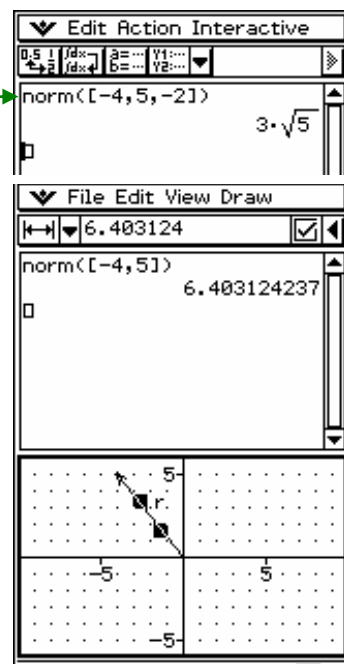 Edit Action Interactive
norm([-4,5,-2])
3·√5
File Edit View Draw
6.403124
norm([-4,5])
6.403124237
5
r
-5 5
-5